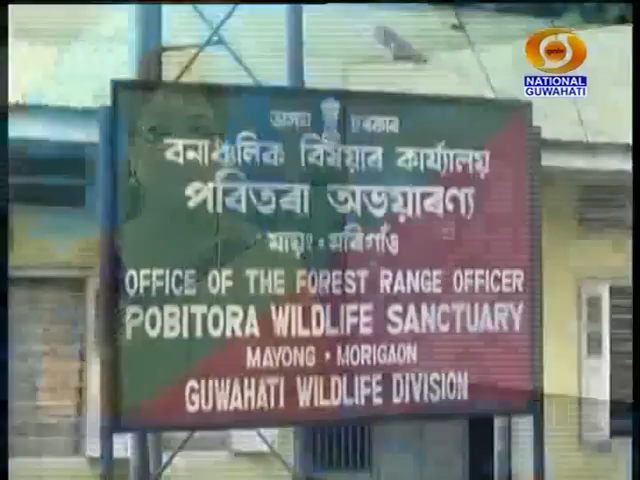 NATIONAL
GUWAHATI
অসম চৰকাৰ
বনাঞ্চলিক বিষয়াৰ কাৰ্য্যালয়
পবিতৰা অভয়াৰণ্য
মায়ং · মৰিগাঁও
OFFICE OF THE FOREST RANGE OFFICER
POBITORA WILDLIFE SANCTUARY
MAYONG · MORIGAON
GUWAHATI WILDLIFE DIVISION